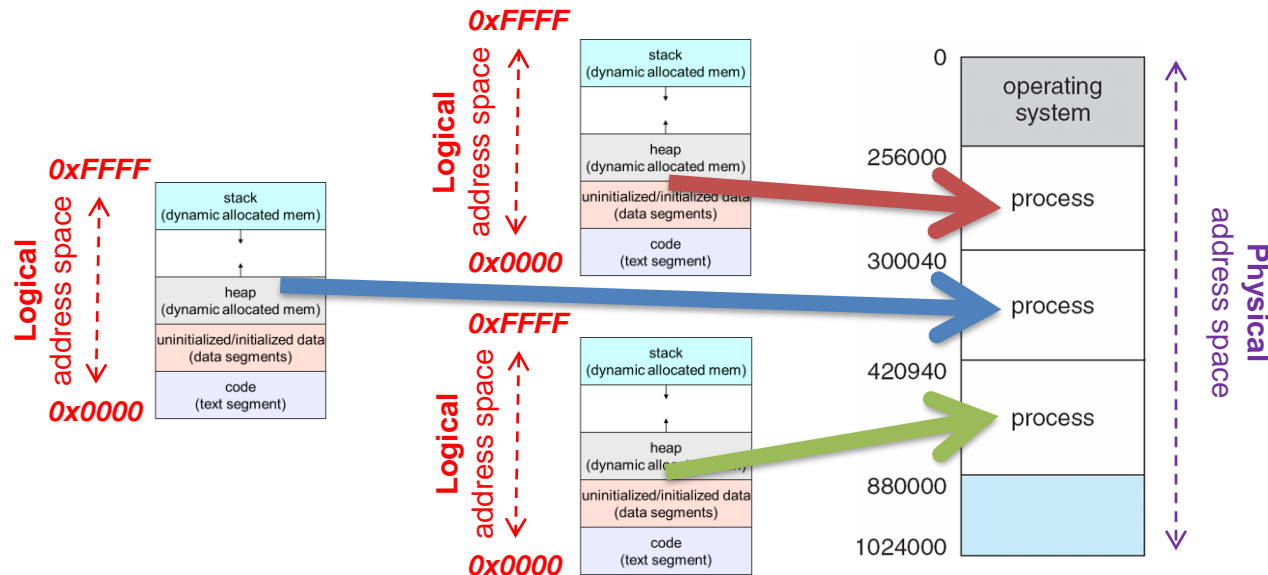 0xFFFF
Logical
address space
0x0000
stack
(dynamic allocated mem)
heap
(dynamic allocated mem)
uninitialized/initialized data
(data segments)
code
(text segment)
0xFFFF
Logical
address space
0x0000
stack
(dynamic allocated mem)
heap
(dynamic allocated mem)
uninitialized/initialized data
(data segments)
code
(text segment)
0xFFFF
Logical
address space
0x0000
stack
(dynamic allocated mem)
heap
(dynamic allocated mem)
uninitialized/initialized data
(data segments)
code
(text segment)
0
operating
system
256000
process
300040
process
420940
process
880000
1024000
Physical
address space